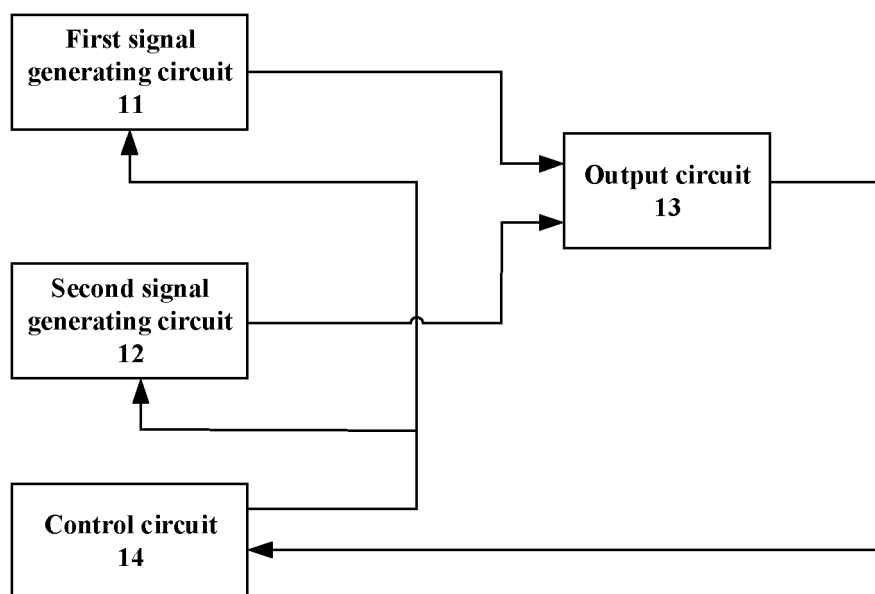 First signal
generating circuit
11
Output circuit
13
Second signal
generating circuit
12
Control circuit
14